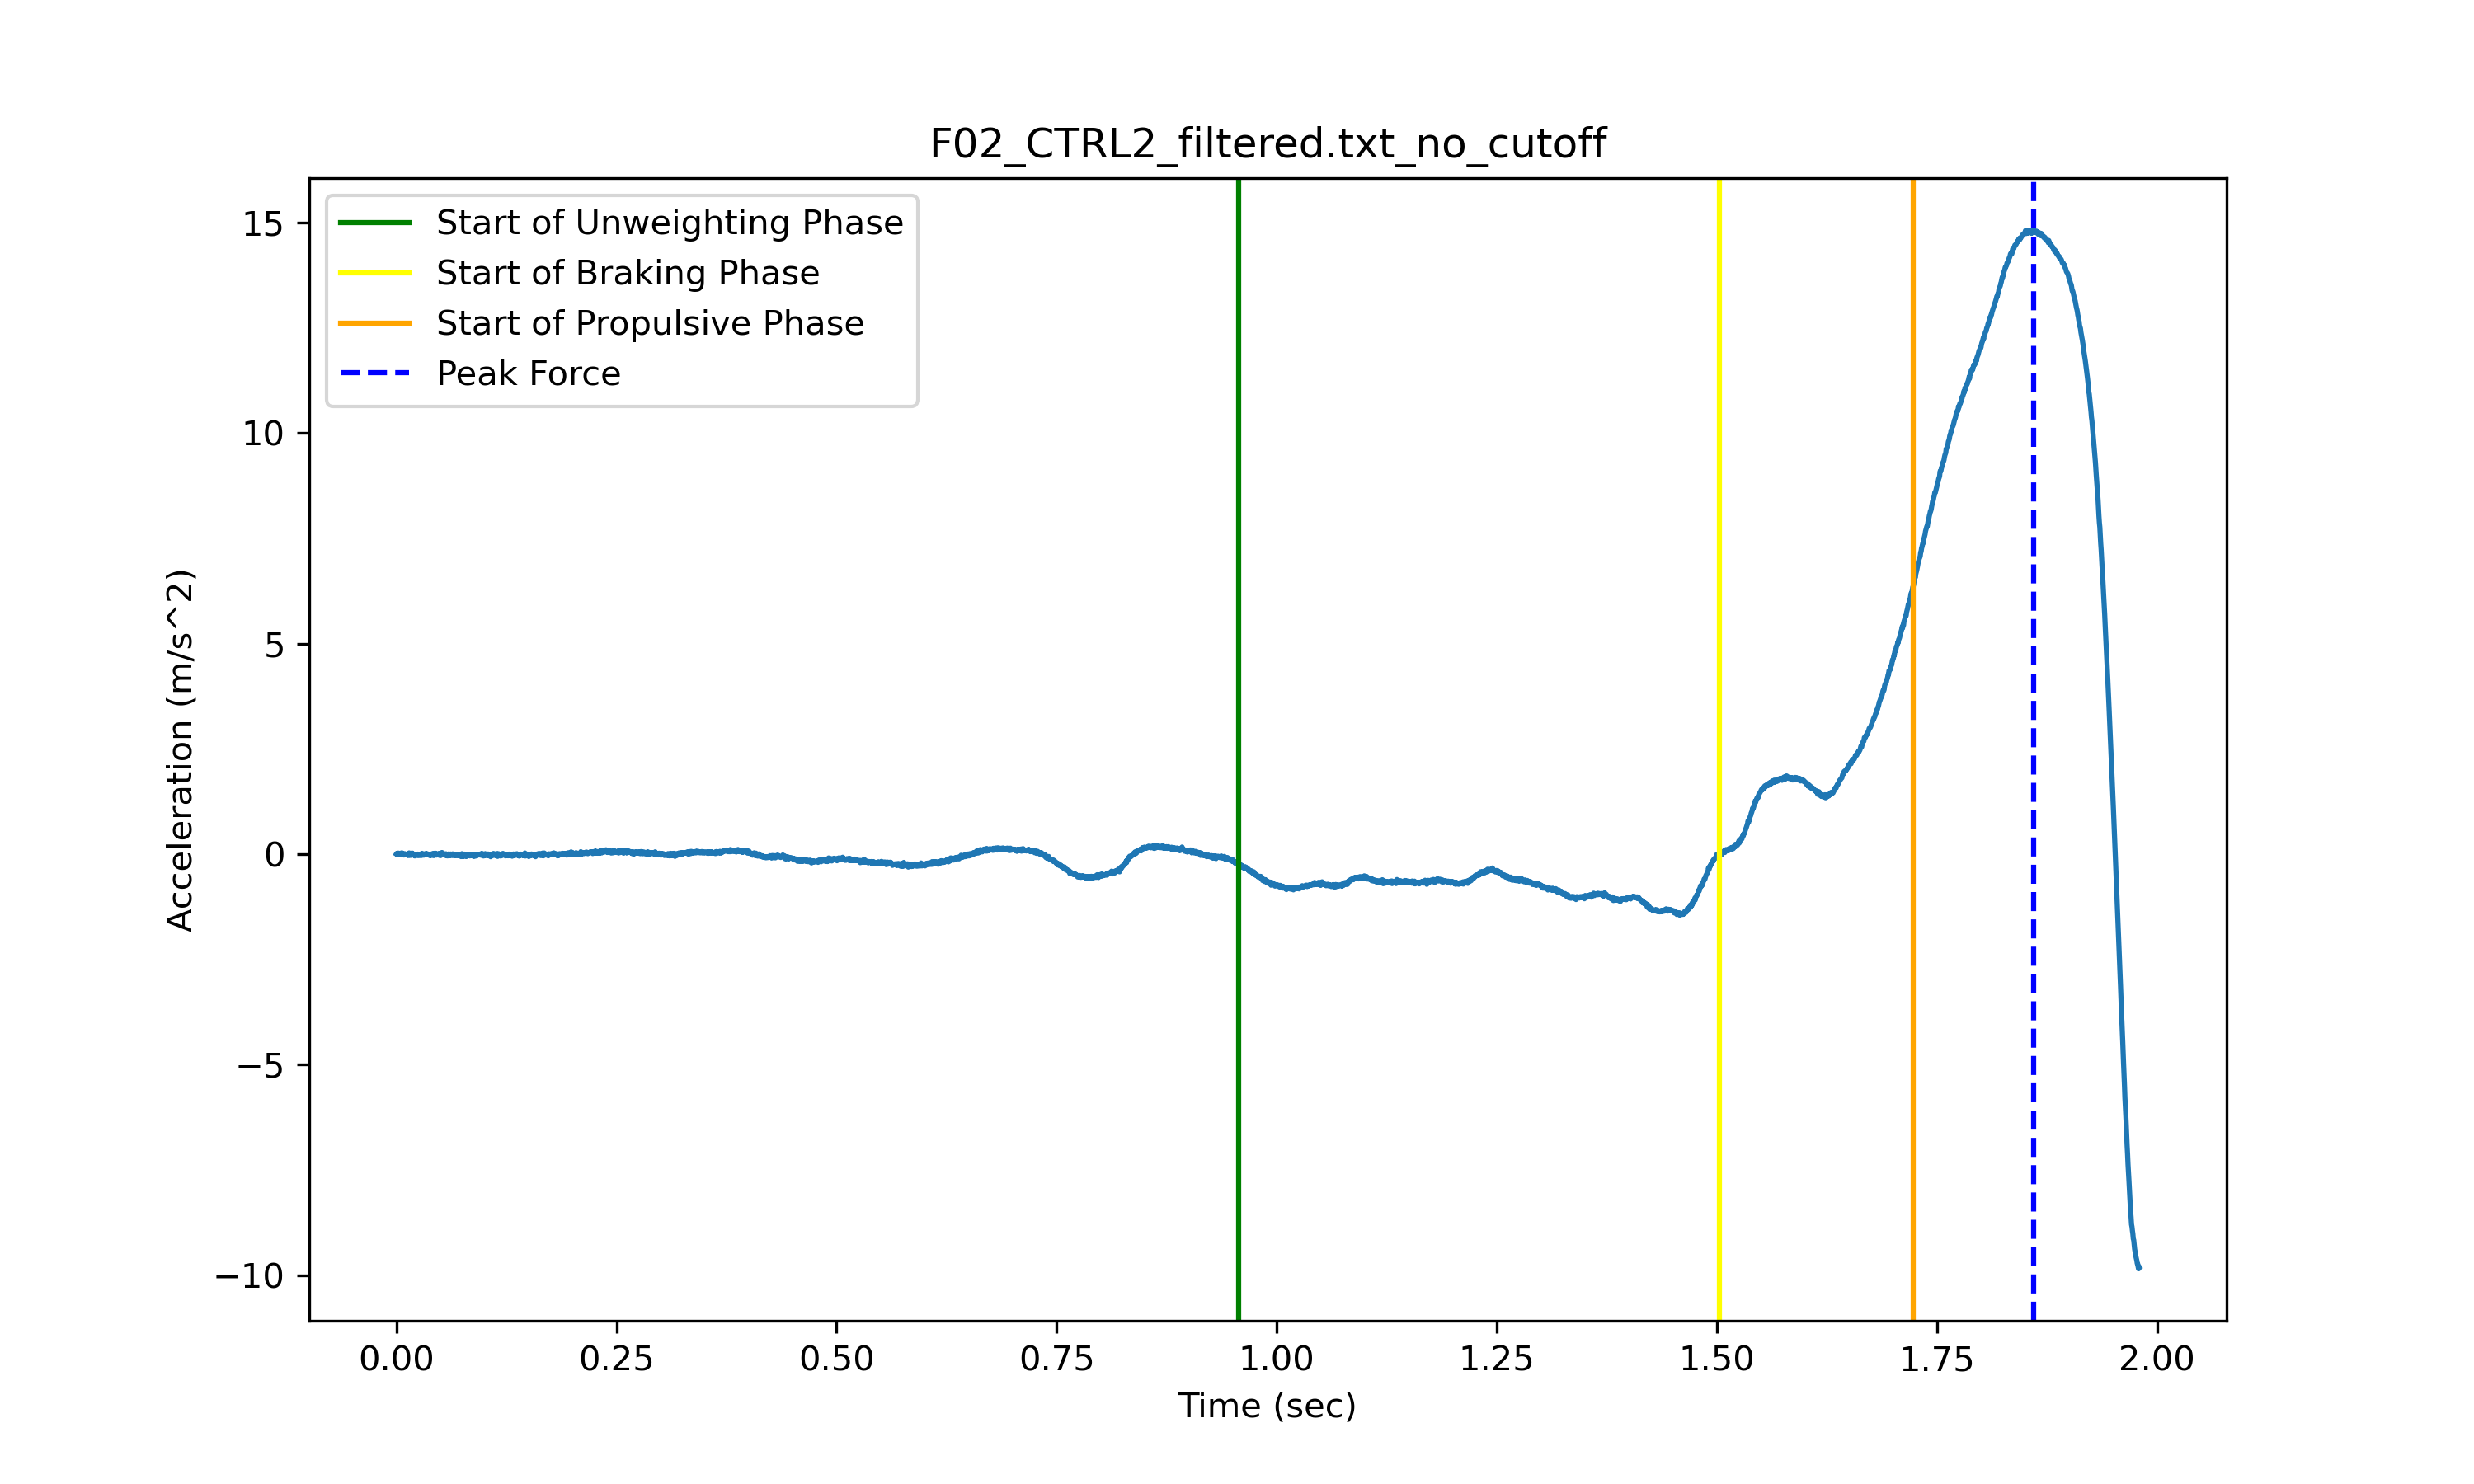 F02_CTRL2_filtered.txt_no_cutoff
Start of Unweighting Phase
Start of Braking Phase
Start of Propulsive Phase
Peak Force
15
10
5
0
−5
−10
Acceleration (m/s^2)
0.00 0.25 0.50 0.75 1.00 1.25 1.50 1.75 2.00
Time (sec)